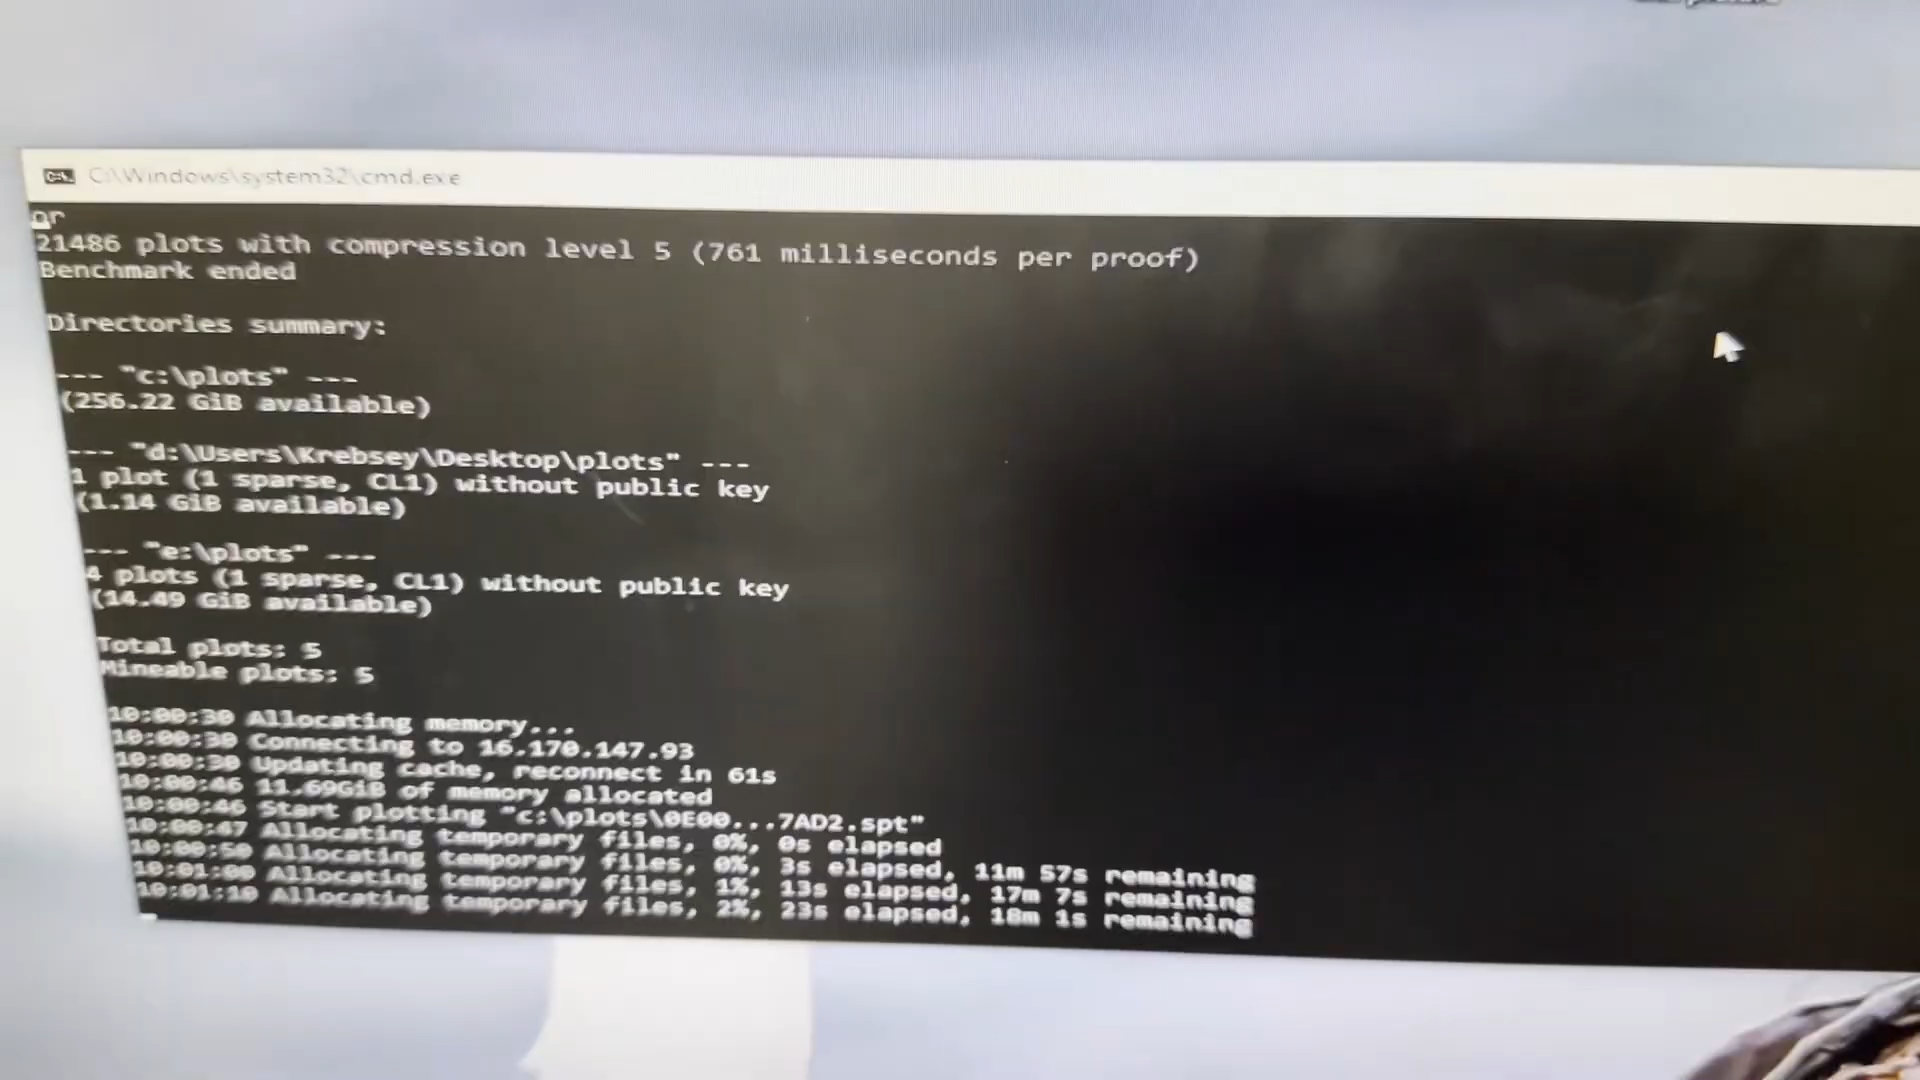 C:\Windows\system32\cmd.exe
or
21486 plots with compression level 5 (761 milliseconds per proof)
Benchmark ended
Directories summary:
--- "c:\plots" ---
(256.22 GiB available)
--- "d:\Users\Krebsey\Desktop\plots" ---
1 plot (1 sparse, CL1) without public key
(1.14 GiB available)
--- "e:\plots" ---
4 plots (1 sparse, CL1) without public key
(14.49 GiB available)
Total plots: 5
Mineable plots: 5
10:00:30 Allocating memory...
10:00:30 Connecting to 16.170.147.93
10:00:30 Updating cache, reconnect in 61s
10:00:46 11.69GiB of memory allocated
10:00:46 Start plotting "c:\plots\0E00...7AD2.spt"
10:00:47 Allocating temporary files, 0%, 0s elapsed
10:00:50 Allocating temporary files, 0%, 3s elapsed, 11m 57s remaining
10:01:00 Allocating temporary files, 1%, 13s elapsed, 17m 7s remaining
10:01:10 Allocating temporary files, 2%, 23s elapsed, 18m 1s remaining